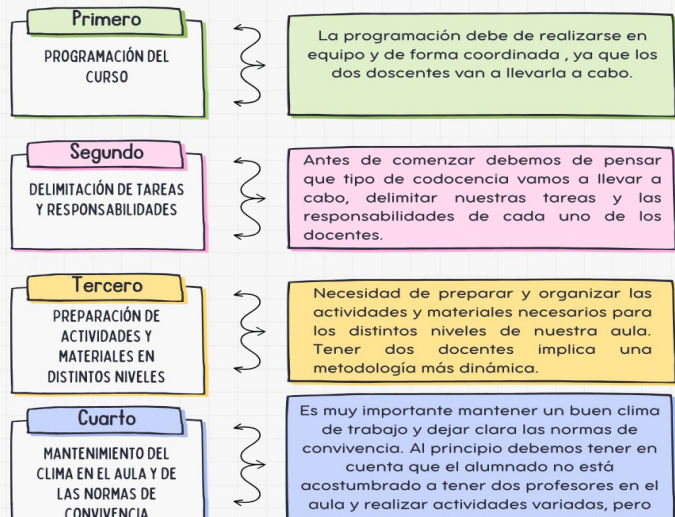 Primero
PROGRAMACIÓN DEL
CURSO
La programación debe de realizarse en
equipo y de forma coordinada , ya que los
dos doscentes van a llevarla a cabo.
Segundo
DELIMITACIÓN DE TAREAS
Y RESPONSABILIDADES
Antes de comenzar debemos de pensar
que tipo de codocencia vamos a llevar a
cabo, delimitar nuestras tareas y las
responsabilidades de cada uno de los
docentes.
Tercero
PREPARACIÓN DE
ACTIVIDADES Y
MATERIALES EN
DISTINTOS NIVELES
Necesidad de preparar y organizar las
actividades y materiales necesarios para
los distintos niveles de nuestra aula.
Tener dos docentes implica una
metodología más dinámica.
Cuarto
MANTENIMIENTO DEL
CLIMA EN EL AULA Y DE
LAS NORMAS DE
CONVIVENCIA
Es muy importante mantener un buen clima
de trabajo y dejar clara las normas de
convivencia. Al principio debemos tener en
cuenta que el alumnado no está
acostumbrado a tener dos profesores en el
aula y realizar actividades variadas, pero